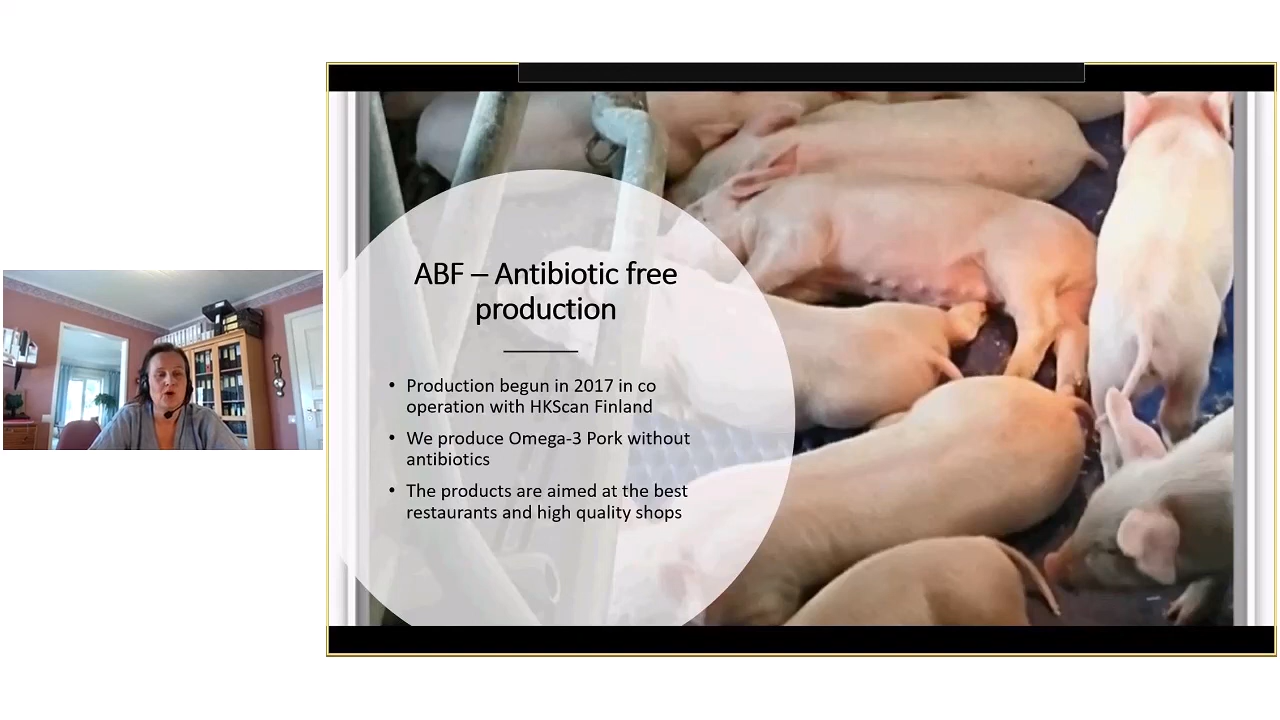 ABF – Antibiotic free
production
• Production begun in 2017 in co
operation with HKScan Finland
• We produce Omega-3 Pork without
antibiotics
• The products are aimed at the best
restaurants and high quality shops